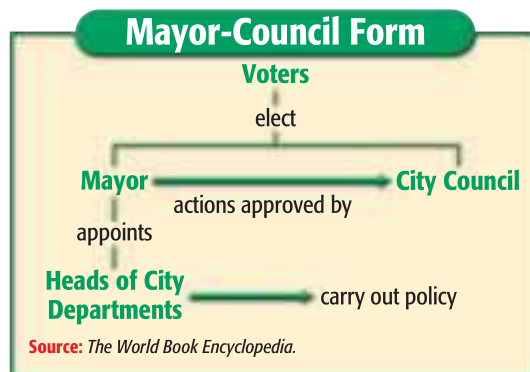 Mayor-Council Form
Voters
elect
Mayor
City Council
actions approved by
appoints
Heads of City
Departments
carry out policy
Source: The World Book Encyclopedia.